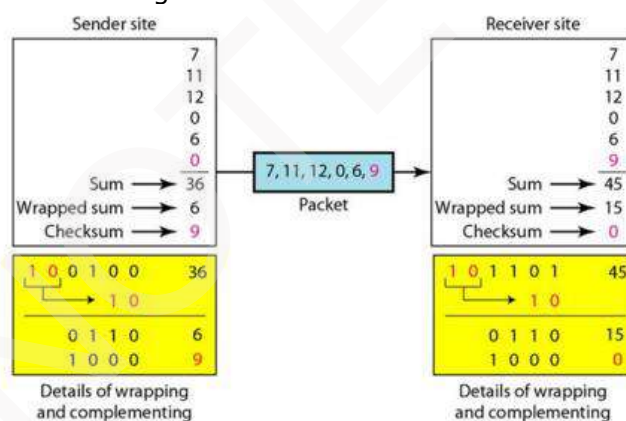 Sender site
7
11
12
0
6
0
Sum 36
Wrapped sum 6
Checksum 9
1 0 0 1 0 0 36
1 0
0 1 1 0 6
1 0 0 0 9
Details of wrapping
and complementing
7, 11, 12, 0, 6, 9
Packet
Receiver site
7
11
12
0
6
9
Sum 45
Wrapped sum 15
Checksum 0
1 0 1 1 0 1 45
1 0
0 1 1 0 15
1 0 0 0 0
Details of wrapping
and complementing